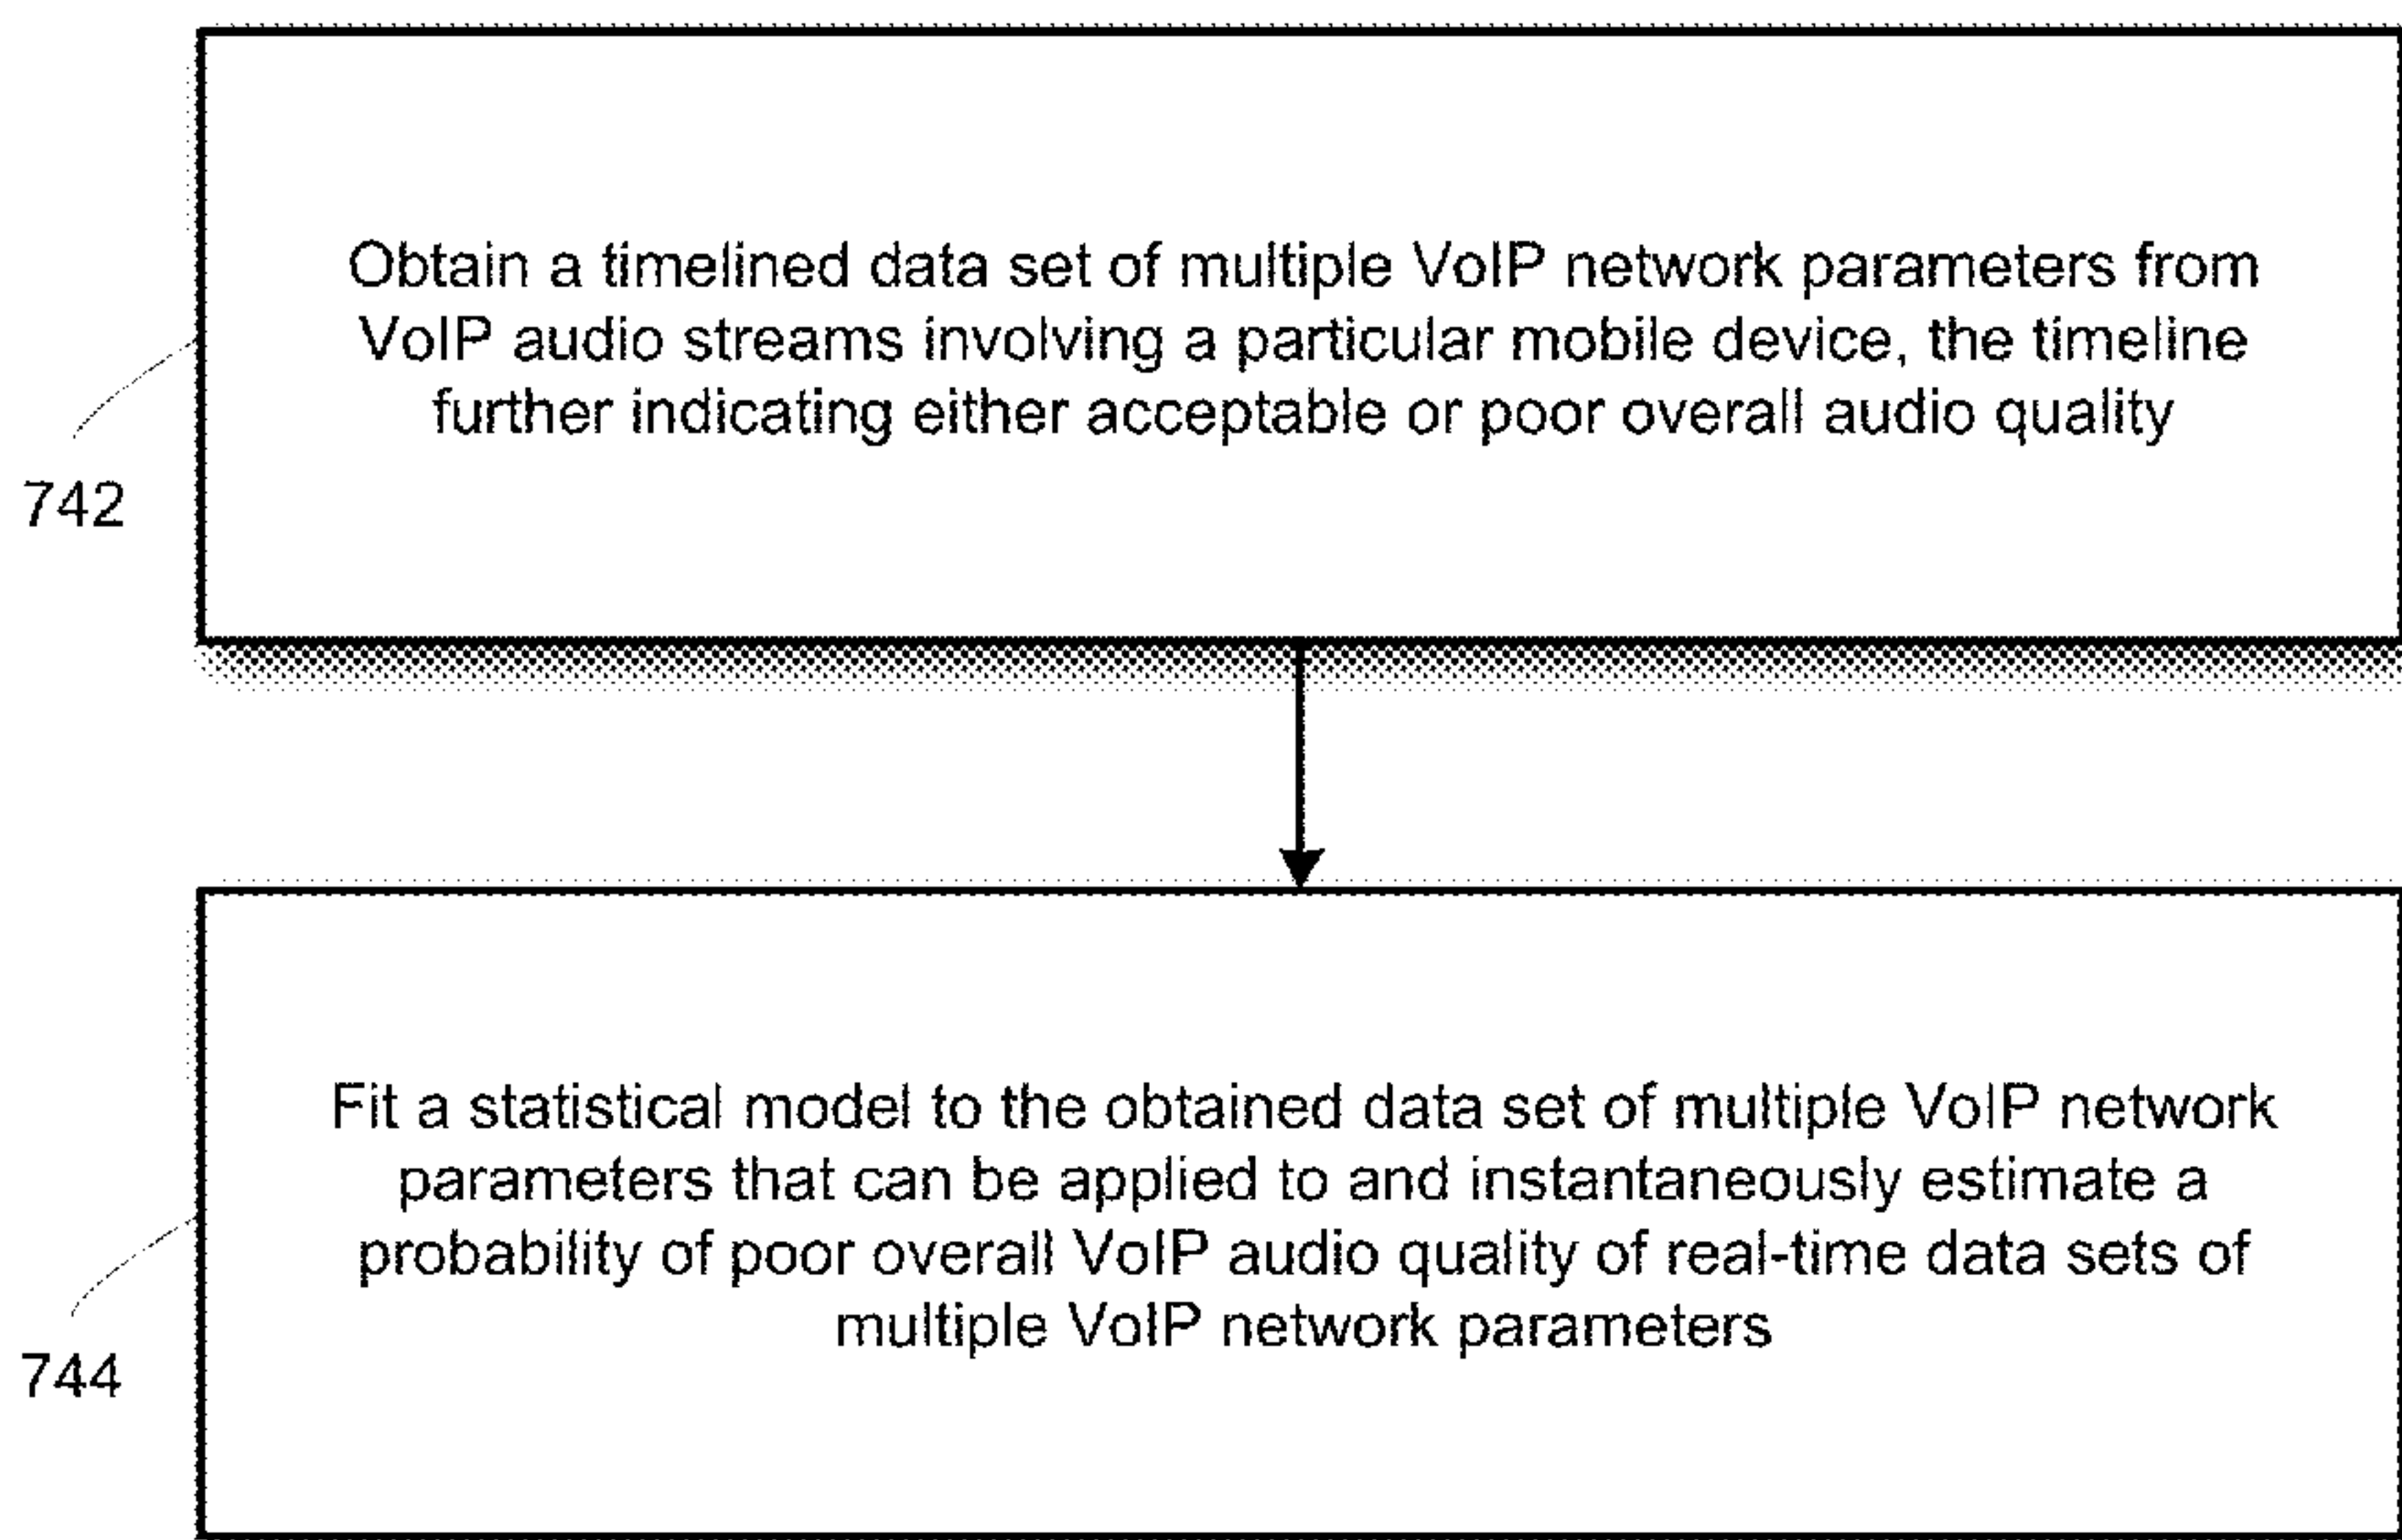 Obtain a timelined data set of multiple VoIP network parameters from
VoIP audio streams involving a particular mobile device, the timeline
further indicating either acceptable or poor overall audio quality
742
Fit a statistical model to the obtained data set of multiple VoIP network
parameters that can be applied to and instantaneously estimate a
probability of poor overall VoIP audio quality of real-time data sets of
multiple VoIP network parameters
744